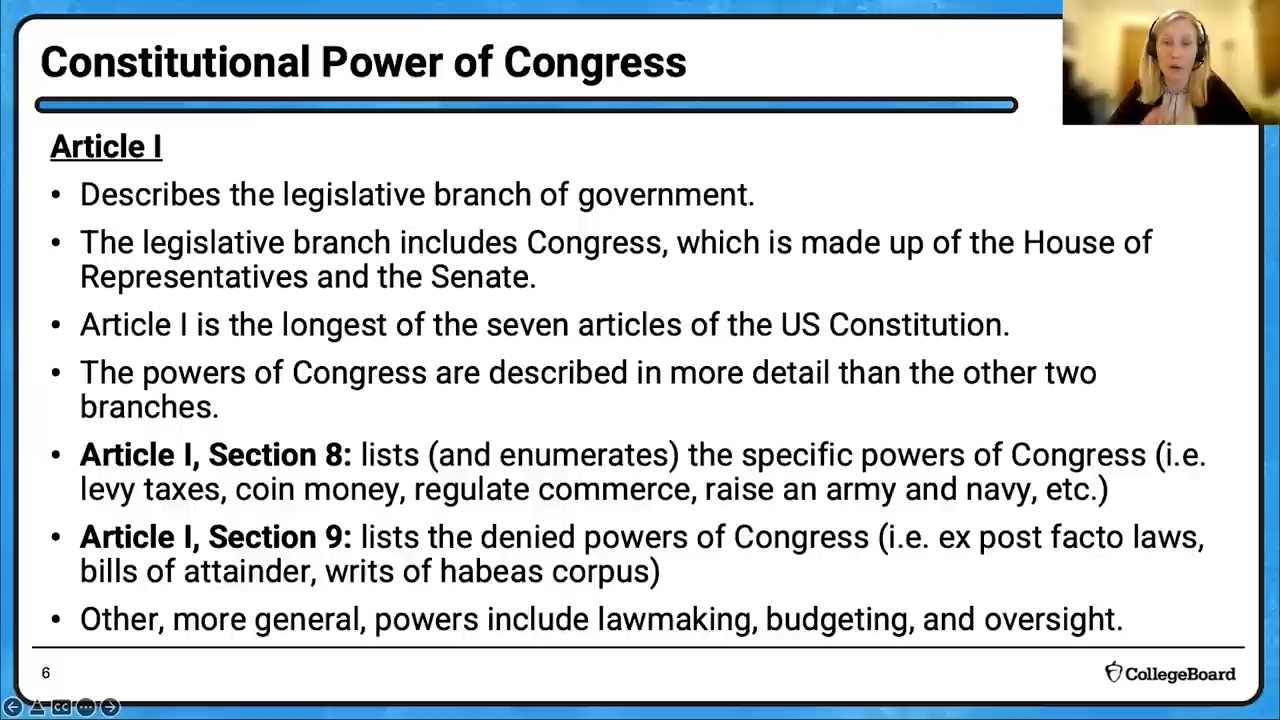 Constitutional Power of Congress
Article I
• Describes the legislative branch of government.
• The legislative branch includes Congress, which is made up of the House of
Representatives and the Senate.
• Article I is the longest of the seven articles of the US Constitution.
• The powers of Congress are described in more detail than the other two
branches.
• Article I, Section 8: lists (and enumerates) the specific powers of Congress (i.e.
levy taxes, coin money, regulate commerce, raise an army and navy, etc.)
• Article I, Section 9: lists the denied powers of Congress (i.e. ex post facto laws,
bills of attainder, writs of habeas corpus)
• Other, more general, powers include lawmaking, budgeting, and oversight.
6
CollegeBoard
CC